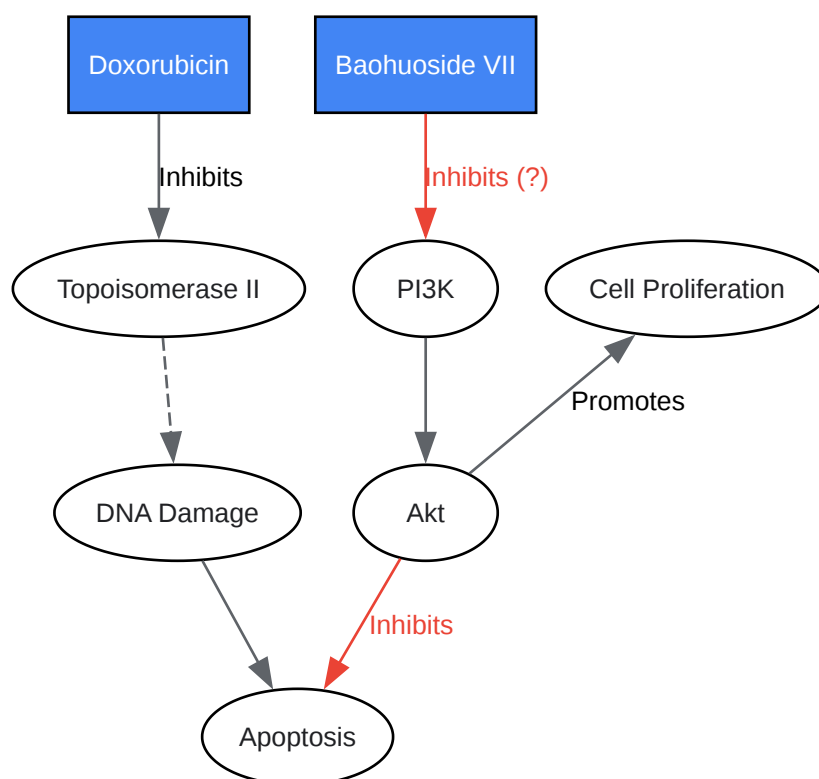 Doxorubicin
Baohuoside VII
Inhibits
Inhibits (?)
Topoisomerase II
PI3K
Cell Proliferation
Promotes
DNA Damage
Akt
Inhibits
Apoptosis